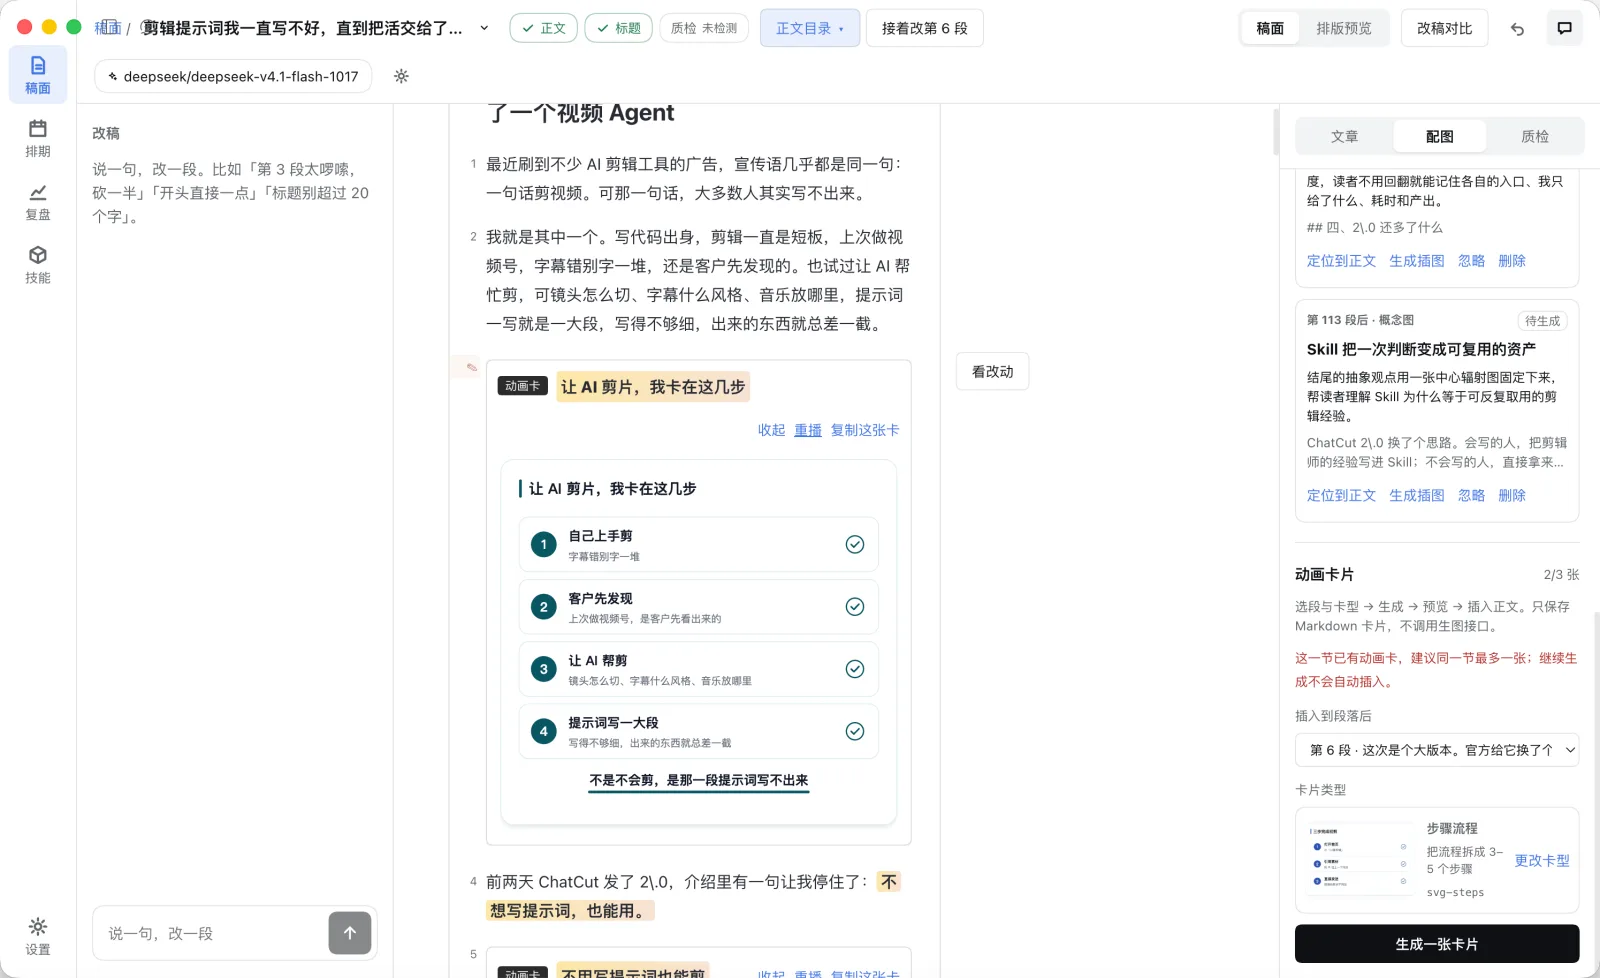 稿面 / 剪辑提示词我一直写不好，直到把活交给了...
正文
标题
质检 未检测
正文目录
接着改第 6 段
稿面
排版预览
改稿对比
deepseek/deepseek-v4.1-flash-1017
稿面
排期
复盘
技能
设置
改稿
说一句，改一段。比如「第 3 段太啰嗦，
砍一半」「开头直接一点」「标题别超过 20
个字」。
说一句，改一段
了一个视频 Agent
1 最近刷到不少 AI 剪辑工具的广告，宣传语几乎都是同一句：
一句话剪视频。可那一句话，大多数人其实写不出来。
2 我就是其中一个。写代码出身，剪辑一直是短板，上次做视
频号，字幕错别字一堆，还是客户先发现的。也试过让 AI 帮
忙剪，可镜头怎么切、字幕什么风格、音乐放哪里，提示词
一写就是一大段，写得不够细，出来的东西就总差一截。
动画卡 让 AI 剪片，我卡在这几步
收起 重播 复制这张卡
让 AI 剪片，我卡在这几步
1 自己上手剪
字幕错别字一堆
2 客户先发现
上次做视频号，是客户先看出来的
3 让 AI 帮剪
镜头怎么切、字幕什么风格、音乐放哪里
4 提示词写一大段
写得不够细，出来的东西就总差一截
不是不会剪，是那一段提示词写不出来
看改动
4 前两天 ChatCut 发了 2\.0，介绍里有一句让我停住了：不
想写提示词，也能用。
5
动画卡 不用写提示词也能剪
收起 重播 复制这张卡
文章
配图
质检
度，读者不用回翻就能记住各自的入口、我只
给了什么、耗时和产出。
## 四、2\.0 还多了什么
定位到正文 生成插图 忽略 删除
第 113 段后 · 概念图
待生成
Skill 把一次判断变成可复用的资产
结尾的抽象观点用一张中心辐射图固定下来，
帮读者理解 Skill 为什么等于可反复取用的剪
辑经验。
ChatCut 2\.0 换了个思路。会写的人，把剪辑
师的经验写进 Skill；不会写的人，直接拿来...
定位到正文 生成插图 忽略 删除
动画卡片
2/3 张
选段与卡型 → 生成 → 预览 → 插入正文。只保存
Markdown 卡片，不调用生图接口。
这一节已有动画卡，建议同一节最多一张；继续生
成不会自动插入。
插入到段落后
第 6 段 · 这次是个大版本。官方给它换了个
卡片类型
步骤流程
把流程拆成 3–
5 个步骤
svg-steps
更改卡型
生成一张卡片